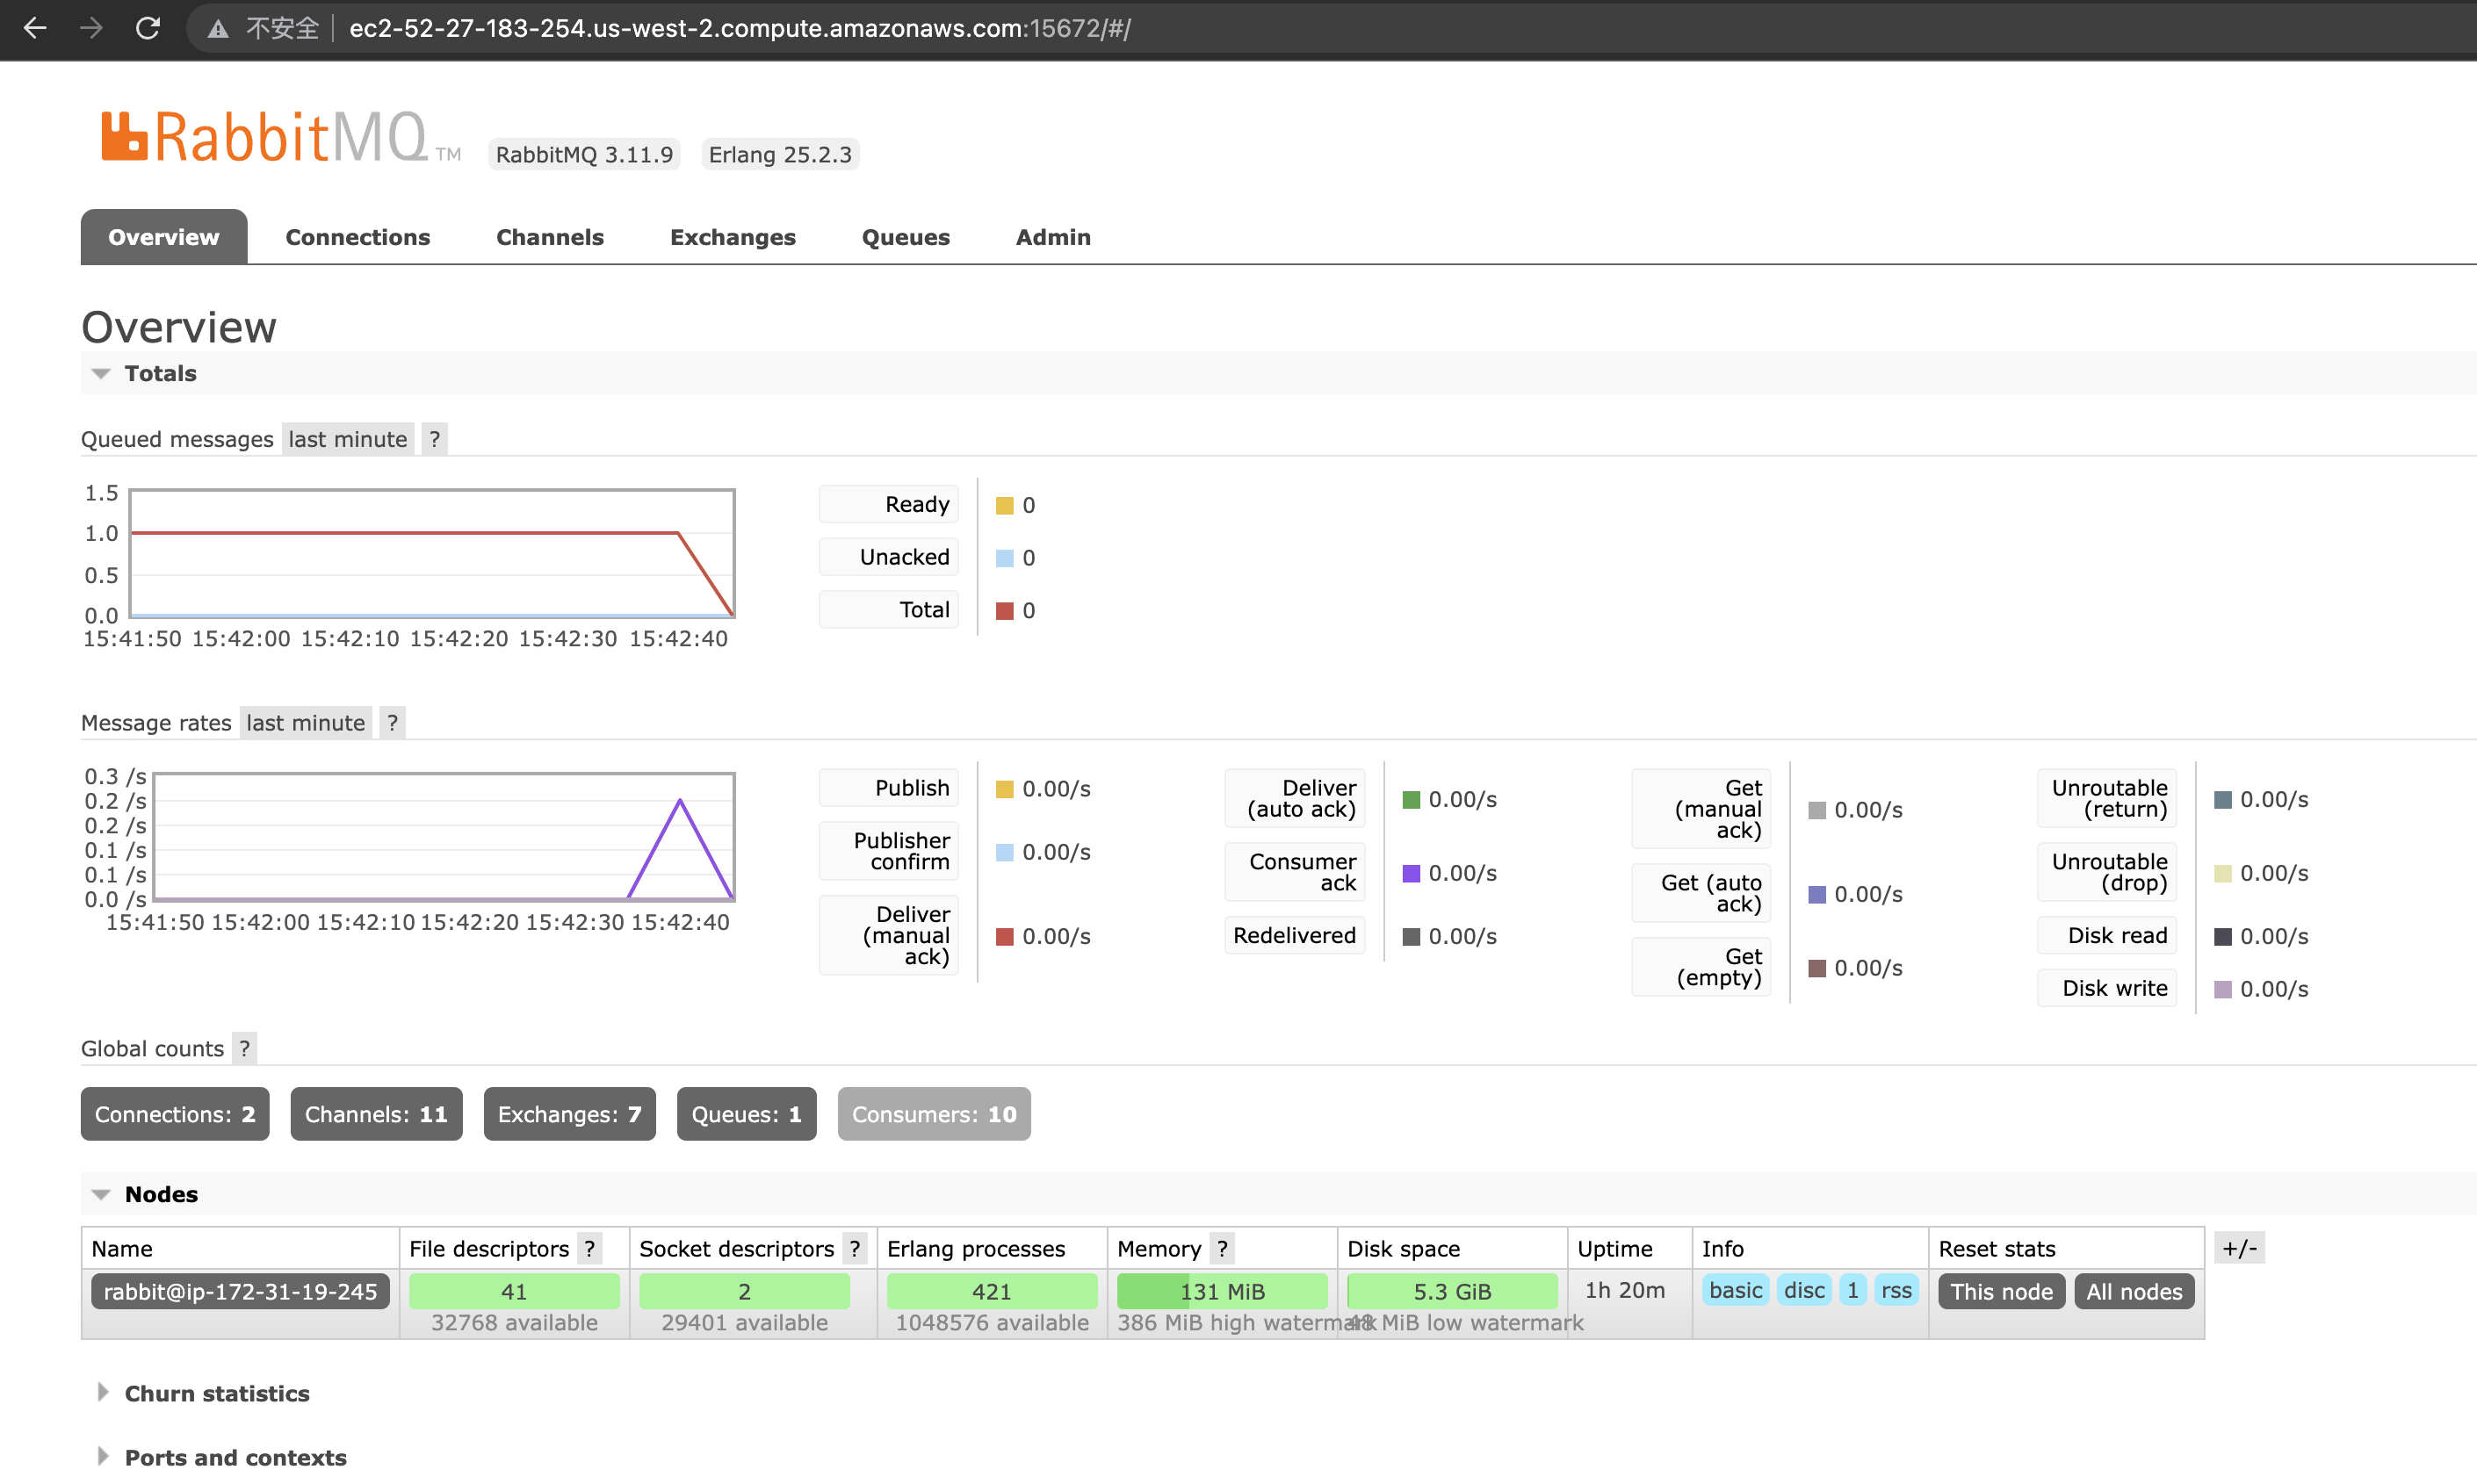 不安全 ec2-52-27-183-254.us-west-2.compute.amazonaws.com:15672/#/
RabbitMQ TM RabbitMQ 3.11.9 Erlang 25.2.3
Overview Connections Channels Exchanges Queues Admin
Overview
Totals
Queued messages last minute ?
1.5
1.0
0.5
0.0
15:41:50 15:42:00 15:42:10 15:42:20 15:42:30 15:42:40
Ready 0
Unacked 0
Total 0
Message rates last minute ?
0.3 /s
0.2 /s
0.2 /s
0.1 /s
0.1 /s
0.0 /s
15:41:50 15:42:00 15:42:10 15:42:20 15:42:30 15:42:40
Publish 0.00/s
Publisher
confirm 0.00/s
Deliver
(manual
ack) 0.00/s
Deliver
(auto ack) 0.00/s
Consumer
ack 0.00/s
Redelivered 0.00/s
Get
(manual
ack) 0.00/s
Get (auto
ack) 0.00/s
Get
(empty) 0.00/s
Unroutable
(return) 0.00/s
Unroutable
(drop) 0.00/s
Disk read 0.00/s
Disk write 0.00/s
Global counts ?
Connections: 2 Channels: 11 Exchanges: 7 Queues: 1 Consumers: 10
Nodes
Name File descriptors ? Socket descriptors ? Erlang processes Memory ? Disk space Uptime Info Reset stats +/-
rabbit@ip-172-31-19-245 41 2 421 131 MiB 5.3 GiB 1h 20m basic disc 1 rss This node All nodes
32768 available 29401 available 1048576 available 386 MiB high watermark 48 MiB low watermark
Churn statistics
Ports and contexts